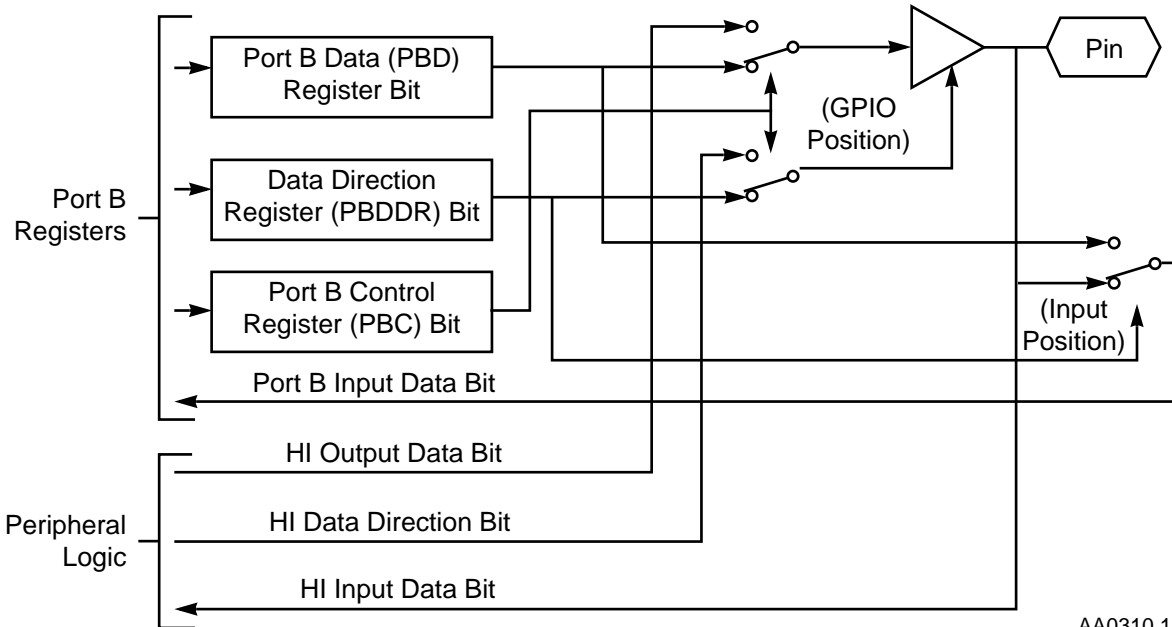 Port B Data (PBD)
Register Bit
Pin
(GPIO
Position)
Data Direction
Register (PBDDR) Bit
Port B
Registers
Port B Control
Register (PBC) Bit
(Input
Position)
Port B Input Data Bit
HI Output Data Bit
Peripheral
Logic
HI Data Direction Bit
HI Input Data Bit
AA0310.1